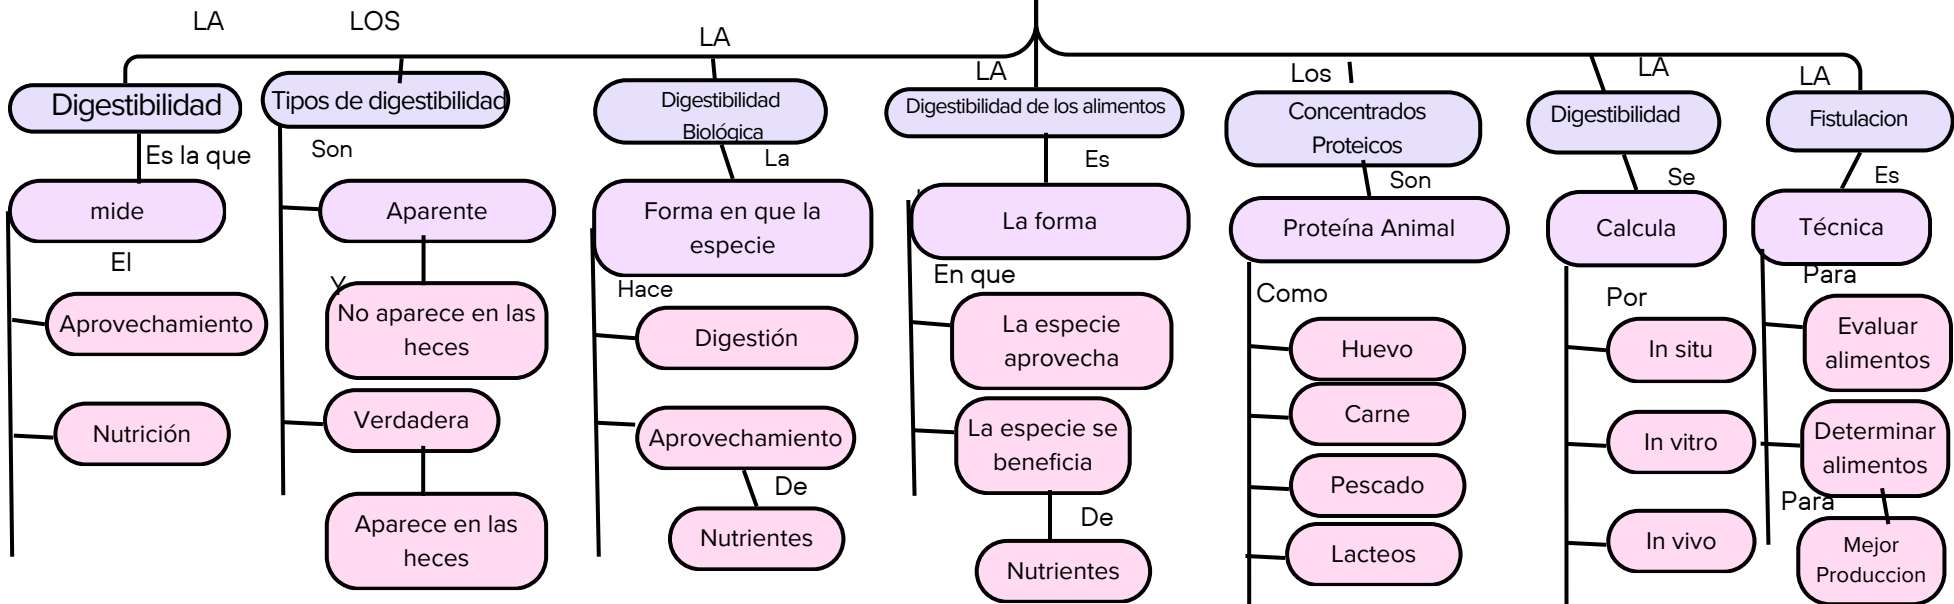 LA
Digestibilidad
Es la que
mide
El
Aprovechamiento
Nutrición
LOS
Tipos de digestibilidad
Son
Aparente
Y
No aparece en las
heces
Verdadera
Aparece en las
heces
LA
Digestibilidad
Biológica
La
Forma en que la
especie
Hace
Digestión
Aprovechamiento
De
Nutrientes
LA
Digestibilidad de los alimentos
Es
La forma
En que
La especie
aprovecha
La especie se
beneficia
De
Nutrientes
Los
Concentrados
Proteicos
Son
Proteína Animal
Como
Huevo
Carne
Pescado
Lacteos
LA
Digestibilidad
Se
Calcula
Por
In situ
In vitro
In vivo
LA
Fistulacion
Es
Técnica
Para
Evaluar
alimentos
Determinar
alimentos
Para
Mejor
Produccion